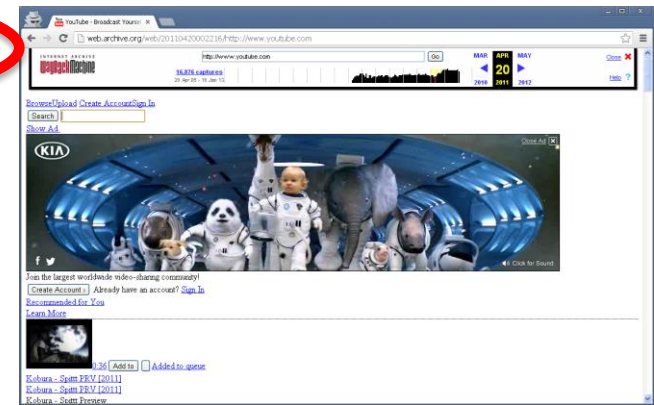 YouTube - Broadcast Yourself
web.archive.org/web/20110420002216/http://www.youtube.com
INTERNET ARCHIVE
WayBackMachine
http://www.youtube.com
Go
MAR APR MAY
Close
16,876 captures
20
2010 2011 2012
Help ?
BrowseUpload Create AccountSign In
Search
Show Ad
Close Ad X
KIA
f
Click for Sound
Join the largest worldwide video-sharing community!
Create Account › Already have an account? Sign In
Recommended for You
Learn More
0:36 Add to Added to queue
Kobura - Spitt PRV [2011]
Kobura - Spitt PRV [2011]
Kobura - Spitt Preview